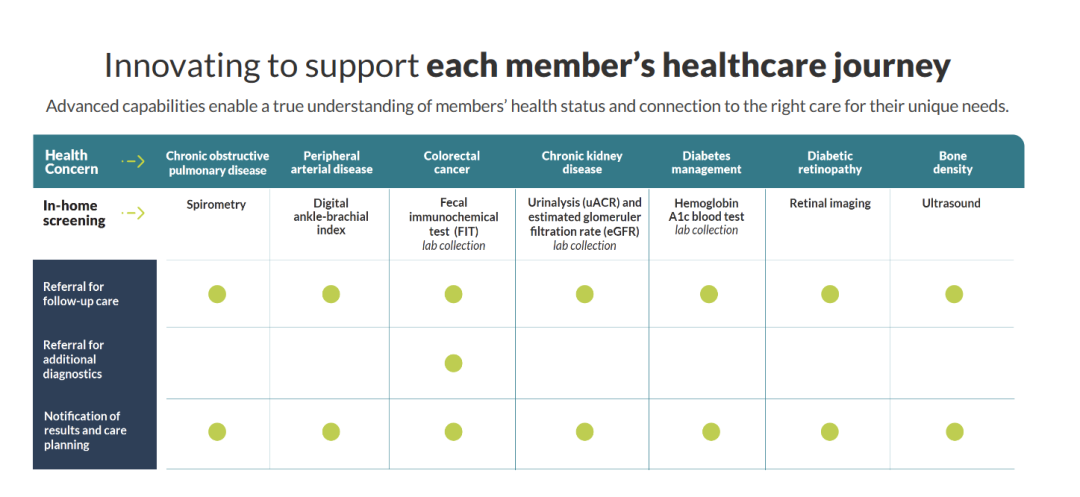 Innovating to support each member's healthcare journey
Advanced capabilities enable a true understanding of members' health status and connection to the right care for their unique needs.
Health
Concern
Chronic obstructive
pulmonary disease
Peripheral
arterial disease
Colorectal
cancer
Chronic kidney
disease
Diabetes
management
Diabetic
retinopathy
Bone
density
In-home
screening
Spirometry
Digital
ankle-brachial
index
Fecal
immunochemical
test (FIT)
lab collection
Urinalysis (uACR) and
estimated glomeruler
filtration rate (eGFR)
lab collection
Hemoglobin
A1c blood test
lab collection
Retinal imaging
Ultrasound
Referral for
follow-up care
Referral for
additional
diagnostics
Notification of
results and care
planning